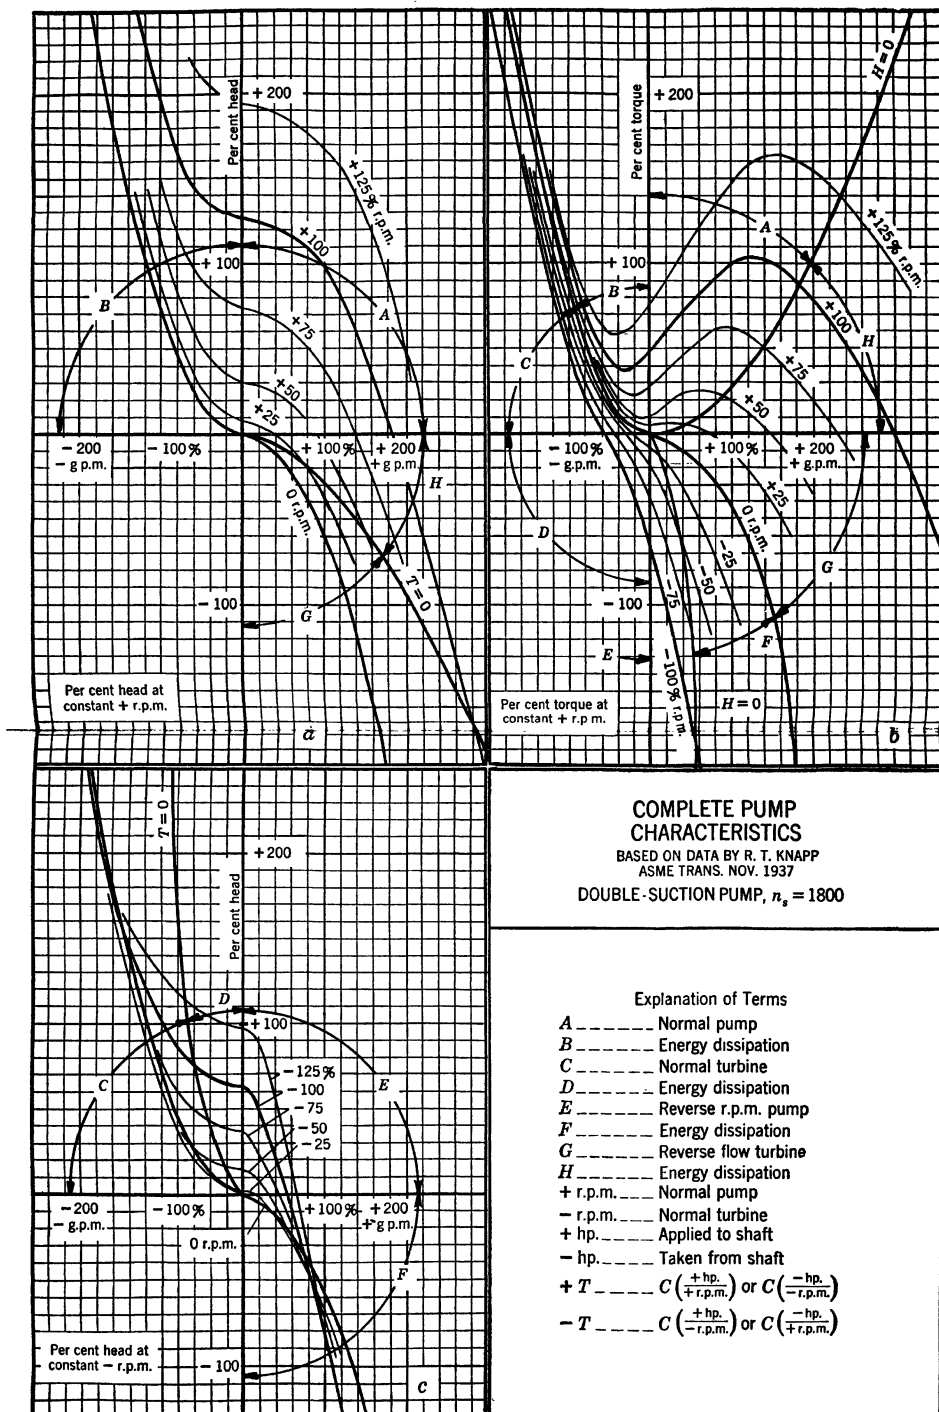 Per cent head
+ 200
+125% r.p.m.
+100
+ 100
B
A
+75
+50
+25
- 200
- g p.m.
- 100%
+100%
+ 200
+ g p.m.
H
0 r.p.m.
T = 0
- 100
G
Per cent head at
constant + r.p.m.
a
Per cent torque
+ 200
H = 0
A
+125% r.p.m.
+ 100
B
+100
H
C
+75
+50
- 100%
- g.p.m.
+100%
+ 200
+ g.p.m.
+25
0 r.p.m.
D
G
-25
-50
-75
- 100
F
E
-100% r.p.m.
H = 0
Per cent torque at
constant + r.p m.
b
T = 0
+200
Per cent head
D
+ 100
C
-125%
-100
-75
-50
-25
E
-200
- g.p.m.
-100%
+100%
+ 200
+ g p.m.
0 r.p.m.
F
Per cent head at
constant - r.p.m.
- 100
c
COMPLETE PUMP
CHARACTERISTICS
BASED ON DATA BY R. T. KNAPP
ASME TRANS. NOV. 1937
DOUBLE-SUCTION PUMP, n_s = 1800
Explanation of Terms
A ______ Normal pump
B ______ Energy dissipation
C ______ Normal turbine
D ______ Energy dissipation
E ______ Reverse r.p.m. pump
F ______ Energy dissipation
G ______ Reverse flow turbine
H ______ Energy dissipation
+ r.p.m. ___ Normal pump
- r.p.m. ____ Normal turbine
+ hp. _____ Applied to shaft
- hp. _____ Taken from shaft
+ T _____ C (+hp./+r.p.m.) or C (-hp./-r.p.m.)
- T ____ C (+hp/-r.p.m.) or C (-hp./+r.p.m.)